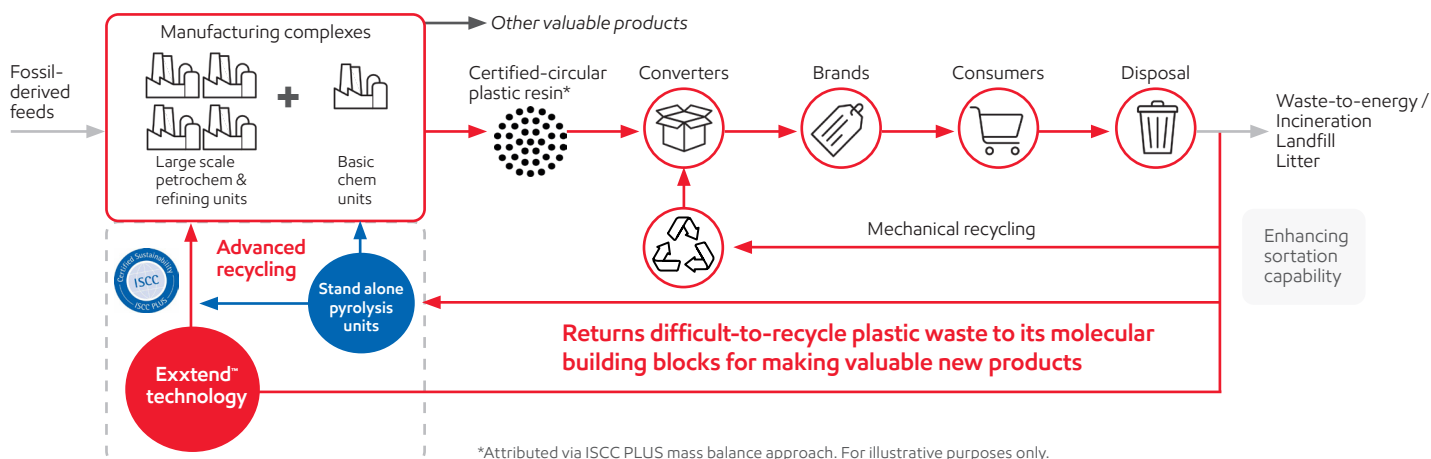 Manufacturing complexes
Other valuable products
Fossil-
derived
feeds
Large scale
petrochem &
refining units
Basic
chem
units
Certified-circular
plastic resin*
Converters
Brands
Consumers
Disposal
Waste-to-energy /
Incineration
Landfill
Litter
Mechanical recycling
Enhancing
sortation
capability
Advanced
recycling
Certified Sustainability
ISCC
ISCC PLUS
Stand alone
pyrolysis
units
Exxtend™
technology
Returns difficult-to-recycle plastic waste to its molecular
building blocks for making valuable new products
*Attributed via ISCC PLUS mass balance approach. For illustrative purposes only.